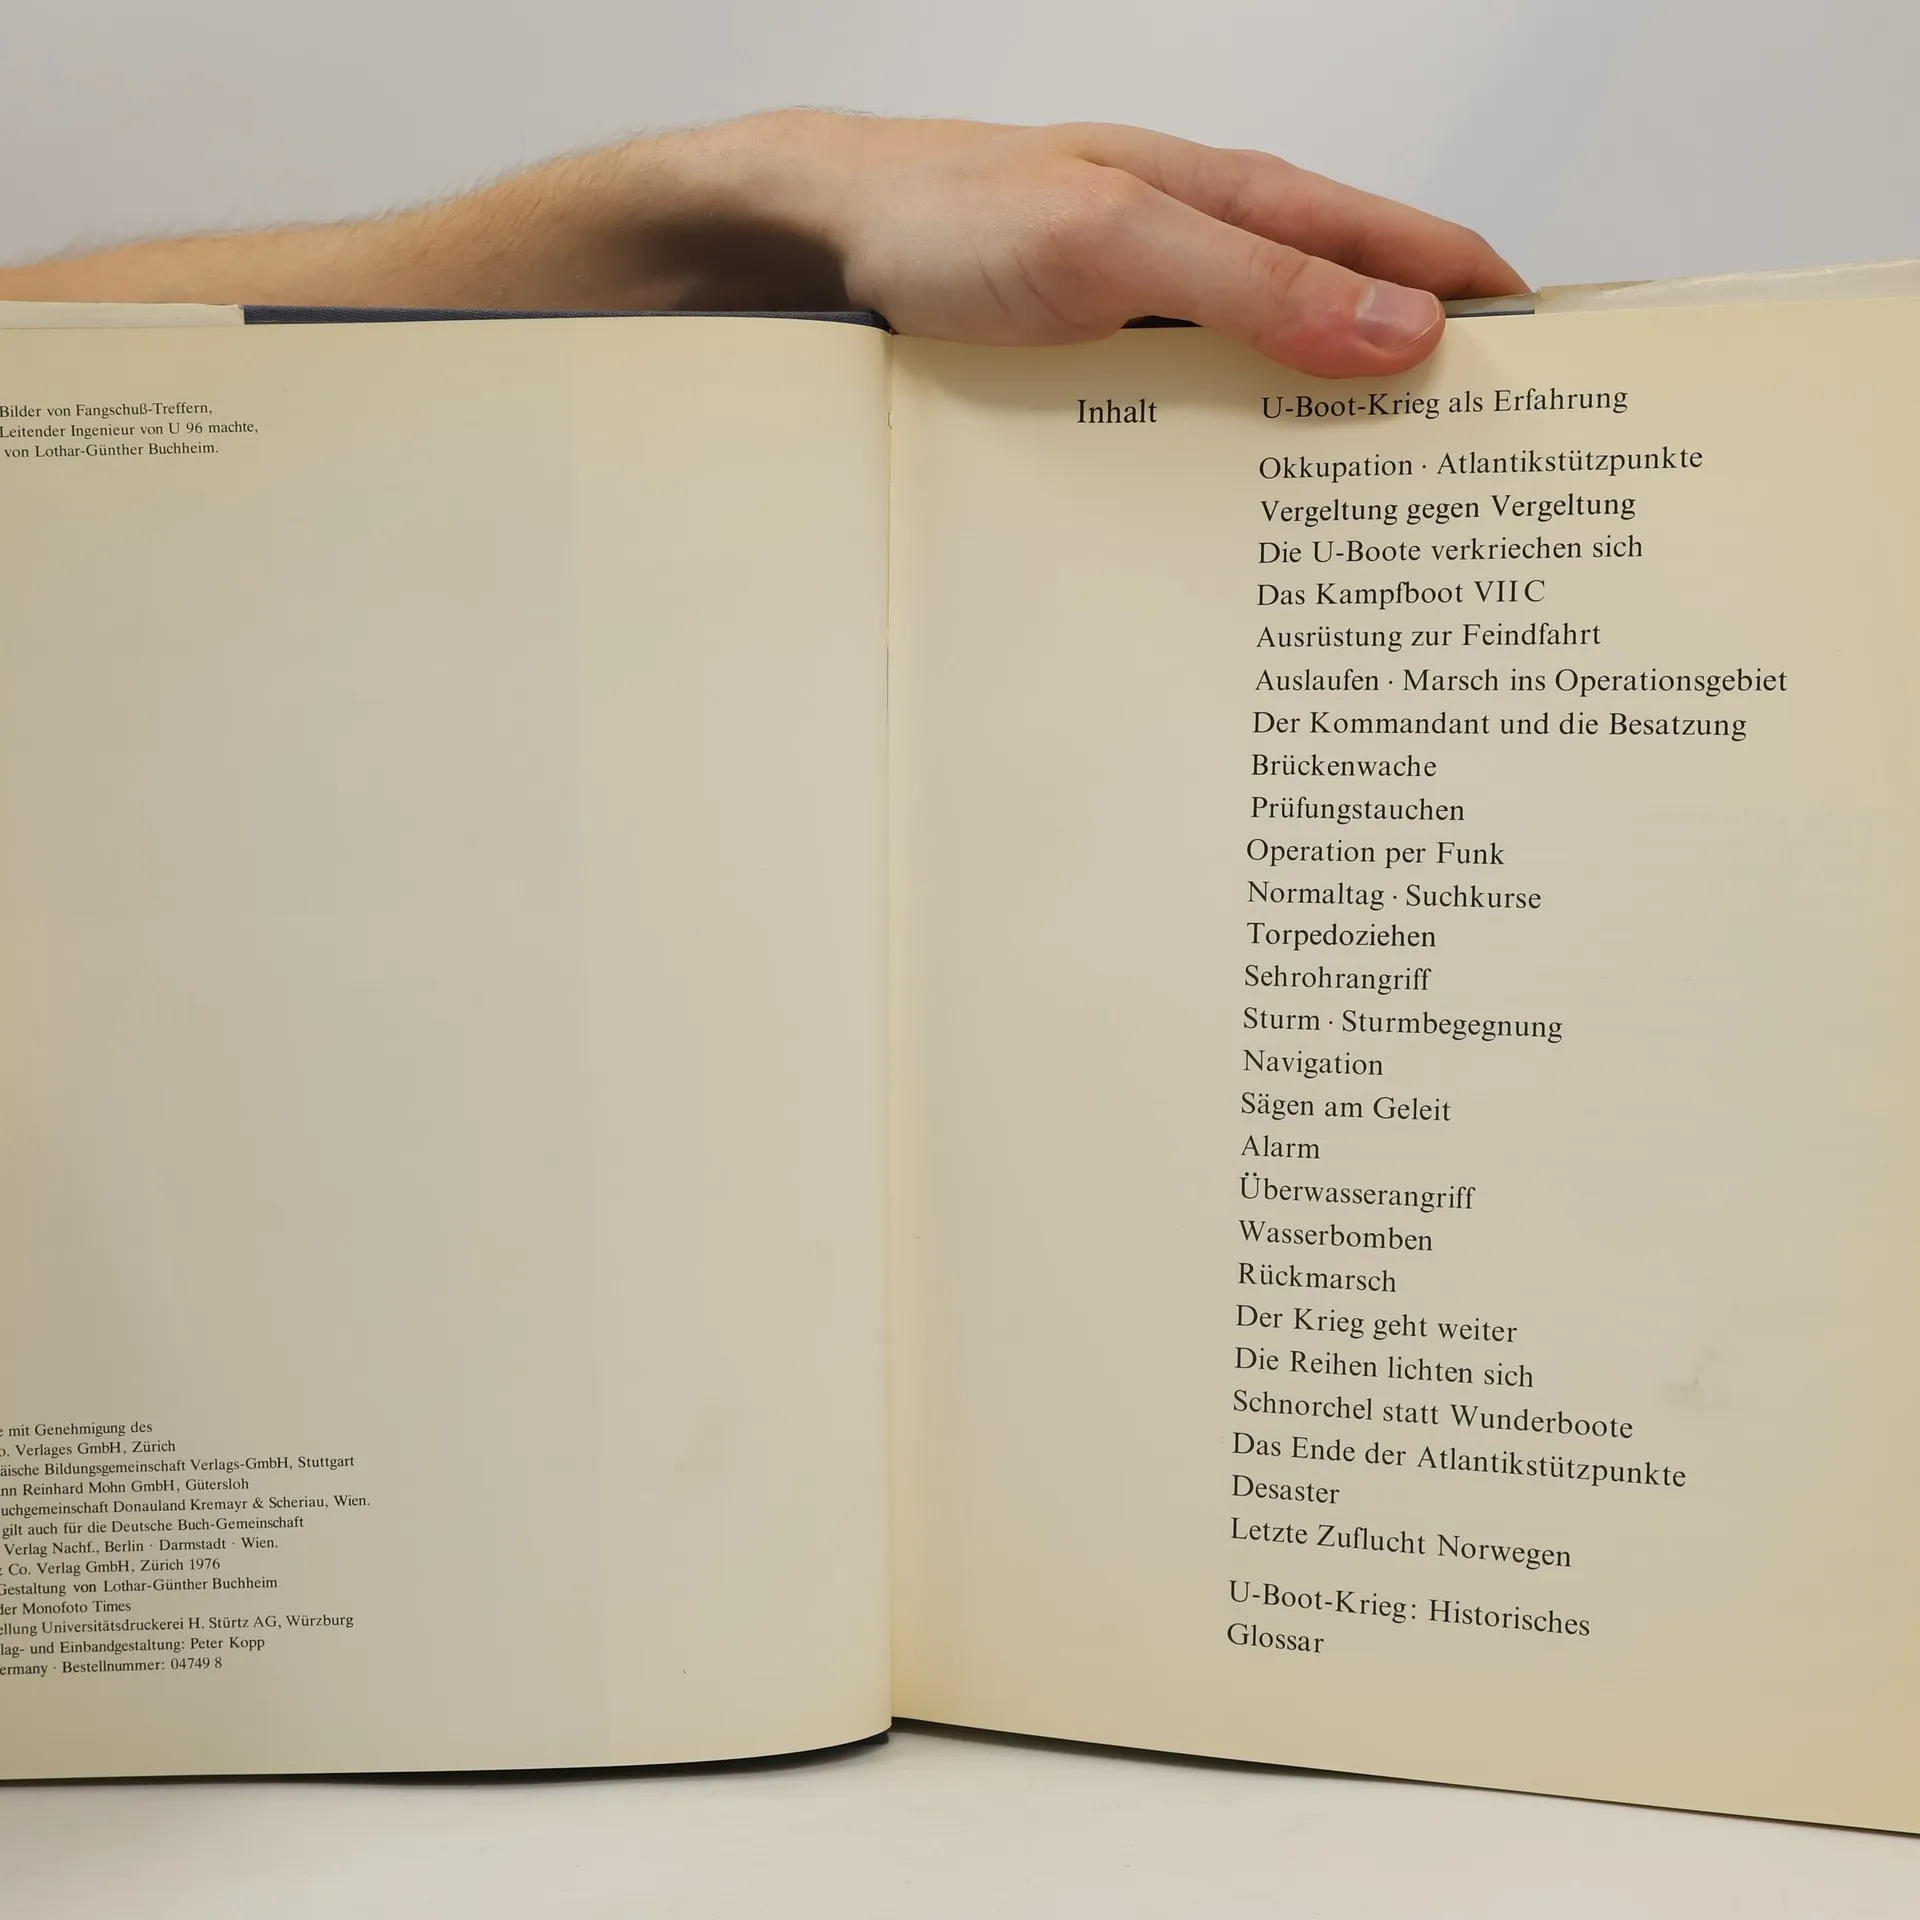 Bilder von Fangschuß-Treffern,
Leitender Ingenieur von U 96 machte,
von Lothar-Günther Buchheim.
mit Genehmigung des
Verlages GmbH, Zürich
Bildungsgemeinschaft Verlags-GmbH, Stuttgart
Reinhard Mohn GmbH, Gütersloh
Donauland Kremayr & Scheriau, Wien.
gilt auch für die Deutsche Buch-Gemeinschaft
Verlag Nachf., Berlin · Darmstadt · Wien.
Co. Verlag GmbH, Zürich 1976
Gestaltung von Lothar-Günther Buchheim
der Monofoto Times
Universitätsdruckerei H. Stürtz AG, Würzburg
und Einbandgestaltung: Peter Kopp
· Bestellnummer: 04749 8
Inhalt
U-Boot-Krieg als Erfahrung
Okkupation · Atlantikstützpunkte
Vergeltung gegen Vergeltung
Die U-Boote verkriechen sich
Das Kampfboot VII C
Ausrüstung zur Feindfahrt
Auslaufen · Marsch ins Operationsgebiet
Der Kommandant und die Besatzung
Brückenwache
Prüfungstauchen
Operation per Funk
Normaltag · Suchkurse
Torpedoziehen
Sehrohrangriff
Sturm · Sturmbegegnung
Navigation
Sägen am Geleit
Alarm
Überwasserangriff
Wasserbomben
Rückmarsch
Der Krieg geht weiter
Die Reihen lichten sich
Schnorchel statt Wunderboote
Das Ende der Atlantikstützpunkte
Desaster
Letzte Zuflucht Norwegen
U-Boot-Krieg: Historisches
Glossar